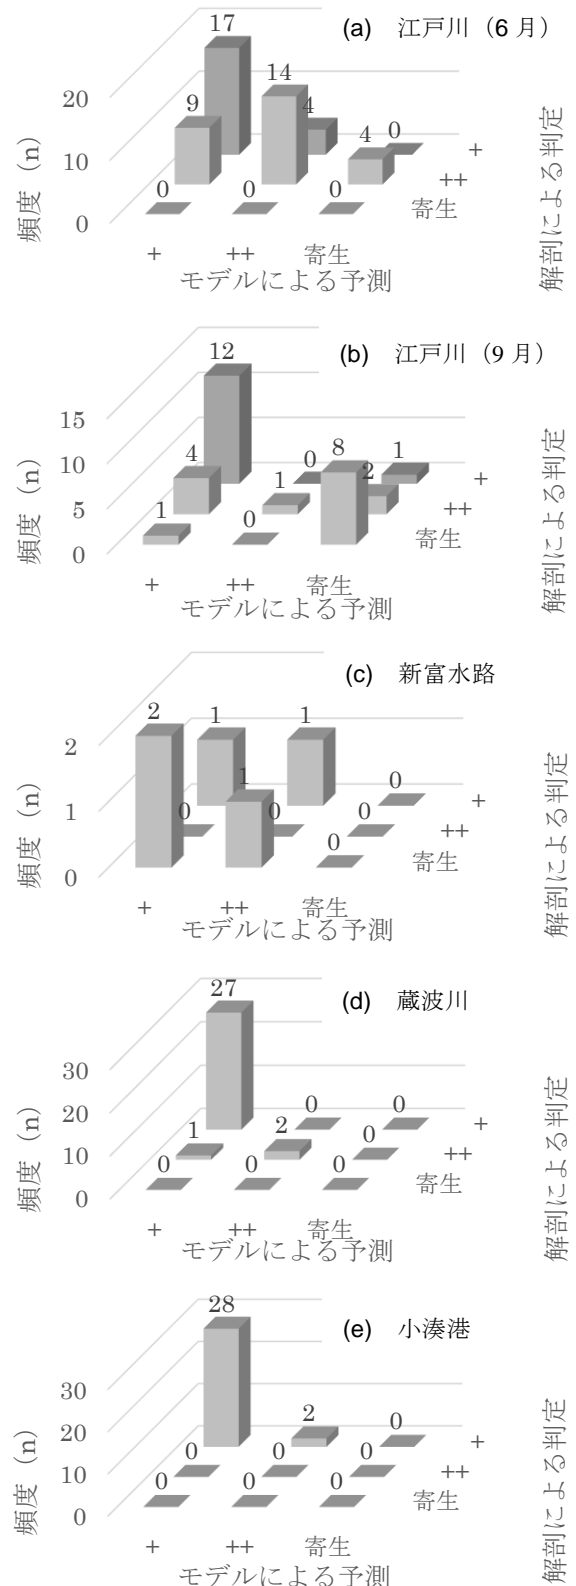 (a) 江戸川（6 月）
17
14
20
9
4
4
0
10
0
0
0
0
+
++
寄生
+
++
寄生
頻度（n）
モデルによる予測
解剖による判定
(b) 江戸川（9 月）
12
15
8
10
4
0
2
1
5
1
1
0
0
+
++
寄生
+
++
寄生
頻度（n）
モデルによる予測
解剖による判定
(c) 新富水路
2
1
1
2
1
0
1
0
0
0
0
0
+
++
寄生
+
++
寄生
頻度（n）
モデルによる予測
解剖による判定
(d) 蔵波川
27
30
20
0
0
1
2
0
10
0
0
0
0
+
++
寄生
+
++
寄生
頻度（n）
モデルによる予測
解剖による判定
(e) 小湊港
28
30
2
0
20
0
0
0
10
0
0
0
0
+
++
寄生
+
++
寄生
頻度（n）
モデルによる予測
解剖による判定